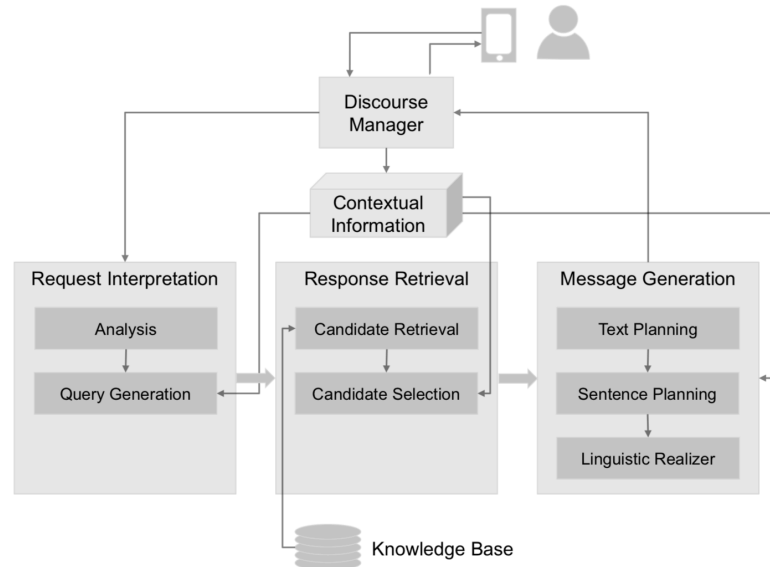 Discourse
Manager
Contextual
Information
Request Interpretation
Analysis
Query Generation
Response Retrieval
Candidate Retrieval
Candidate Selection
Message Generation
Text Planning
Sentence Planning
Linguistic Realizer
Knowledge Base